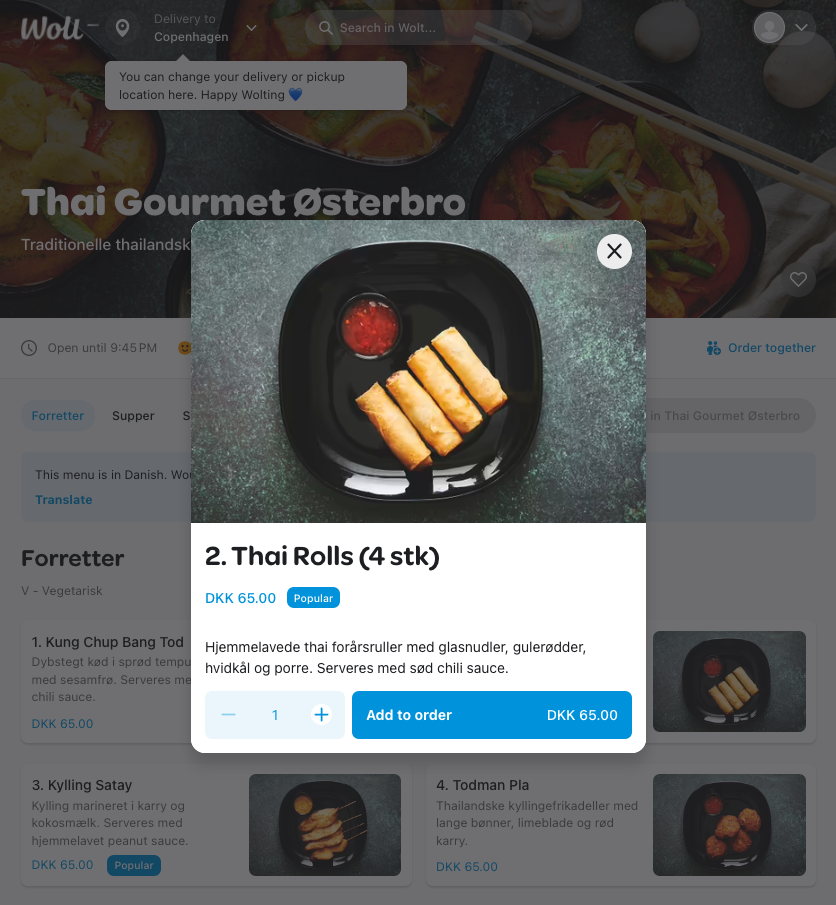 Wolt
Delivery to
Copenhagen
Search in Wolt...
You can change your delivery or pickup
location here. Happy Wolting 💙
Thai Gourmet Østerbro
Traditionelle thailandsk
Open until 9:45 PM
Order together
Forretter
Supper
S
in Thai Gourmet Østerbro
This menu is in Danish. Wou
Translate
Forretter
V - Vegetarisk
2. Thai Rolls (4 stk)
DKK 65.00
Popular
Hjemmelavede thai forårsruller med glasnudler, gulerødder,
hvidkål og porre. Serveres med sød chili sauce.
1
Add to order
DKK 65.00
1. Kung Chup Bang Tod
Dybstegt kød i sprød tempu
med sesamfrø. Serveres me
chili sauce.
DKK 65.00
3. Kylling Satay
Kylling marineret i karry og
kokosmælk. Serveres med
hjemmelavet peanut sauce.
DKK 65.00
Popular
4. Todman Pla
Thailandske kyllingefrikadeller med
lange bønner, limeblade og rød
karry.
DKK 65.00